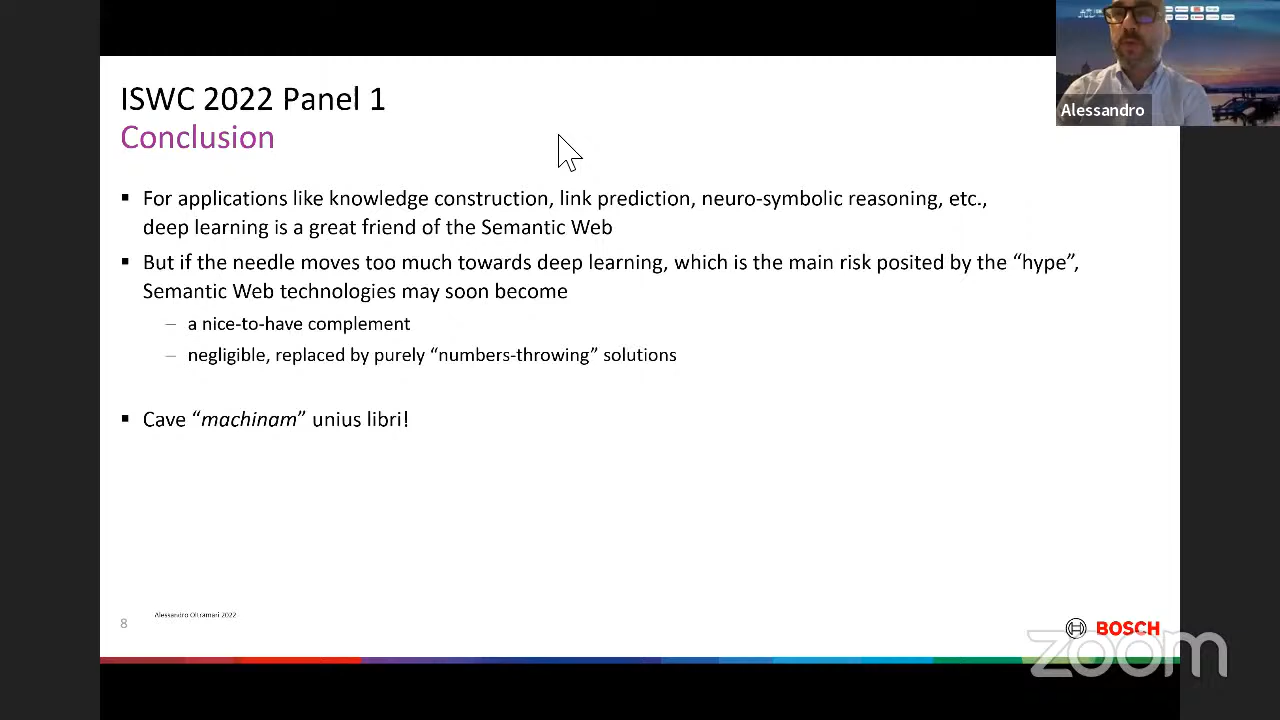 ISWC 2022 Panel 1
Conclusion
Alessandro
▪ For applications like knowledge construction, link prediction, neuro-symbolic reasoning, etc.,
deep learning is a great friend of the Semantic Web
▪ But if the needle moves too much towards deep learning, which is the main risk posited by the “hype”,
Semantic Web technologies may soon become
– a nice-to-have complement
– negligible, replaced by purely “numbers-throwing” solutions
▪ Cave “machinam” unius libri!
8
Alessandro Oltramari 2022
BOSCH
zoom